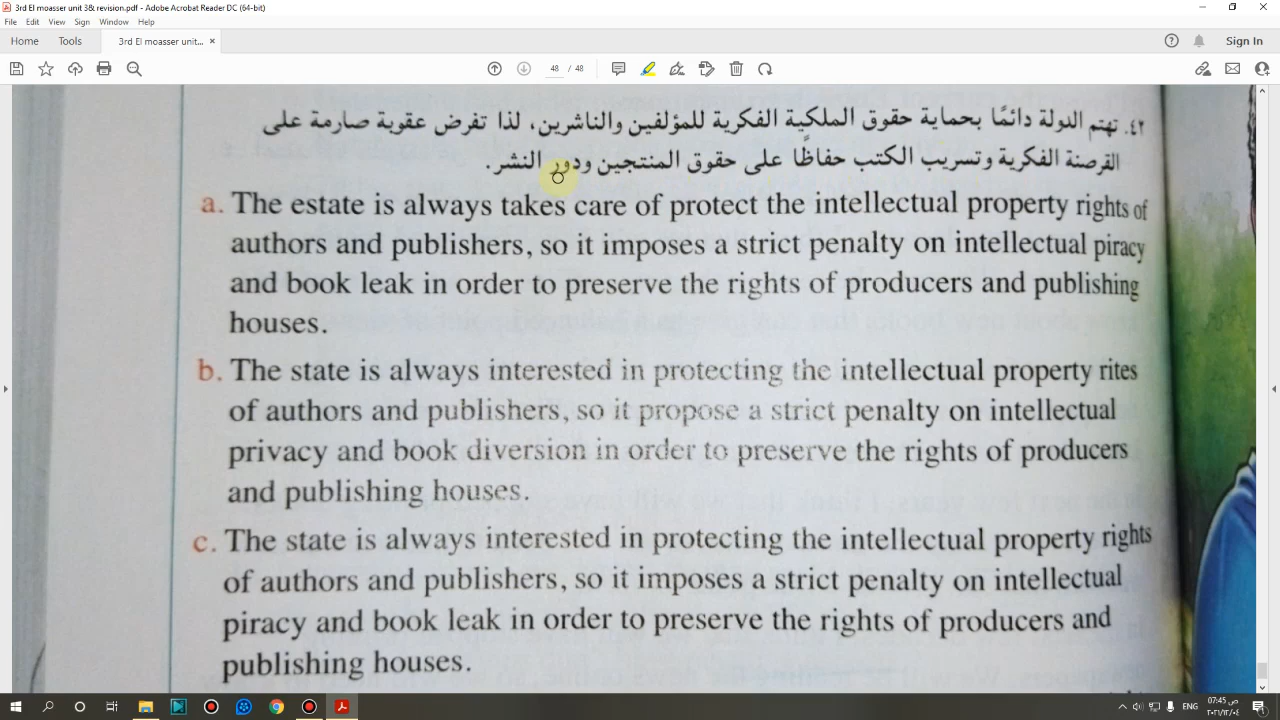 3rd El moasser unit 3& revision.pdf - Adobe Acrobat Reader DC (64-bit)
File Edit View Sign Window Help
Home Tools 3rd El moasser unit... × Sign In
48 / 48
٤٢. تهتم الدولة دائمًا بحماية حقوق الملكية الفكرية للمؤلفين والناشرين، لذا تفرض عقوبة صارمة على
القرصنة الفكرية وتسريب الكتب حفاظًا على حقوق المنتجين ودور النشر.
a. The estate is always takes care of protect the intellectual property rights of
authors and publishers, so it imposes a strict penalty on intellectual piracy
and book leak in order to preserve the rights of producers and publishing
houses.
b. The state is always interested in protecting the intellectual property rites
of authors and publishers, so it propose a strict penalty on intellectual
privacy and book diversion in order to preserve the rights of producers
and publishing houses.
c. The state is always interested in protecting the intellectual property rights
of authors and publishers, so it imposes a strict penalty on intellectual
piracy and book leak in order to preserve the rights of producers and
publishing houses.
ENG
07:45 ص
٢٠٢١/١٢/٠٤